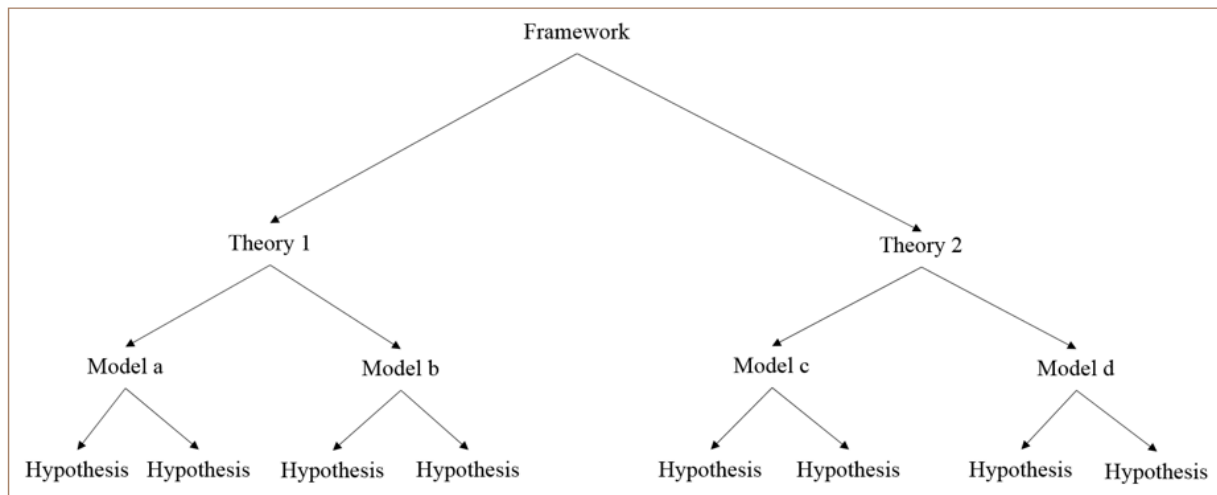 Framework
Theory 1
Theory 2
Model a
Model b
Model c
Model d
Hypothesis
Hypothesis
Hypothesis
Hypothesis
Hypothesis
Hypothesis
Hypothesis
Hypothesis